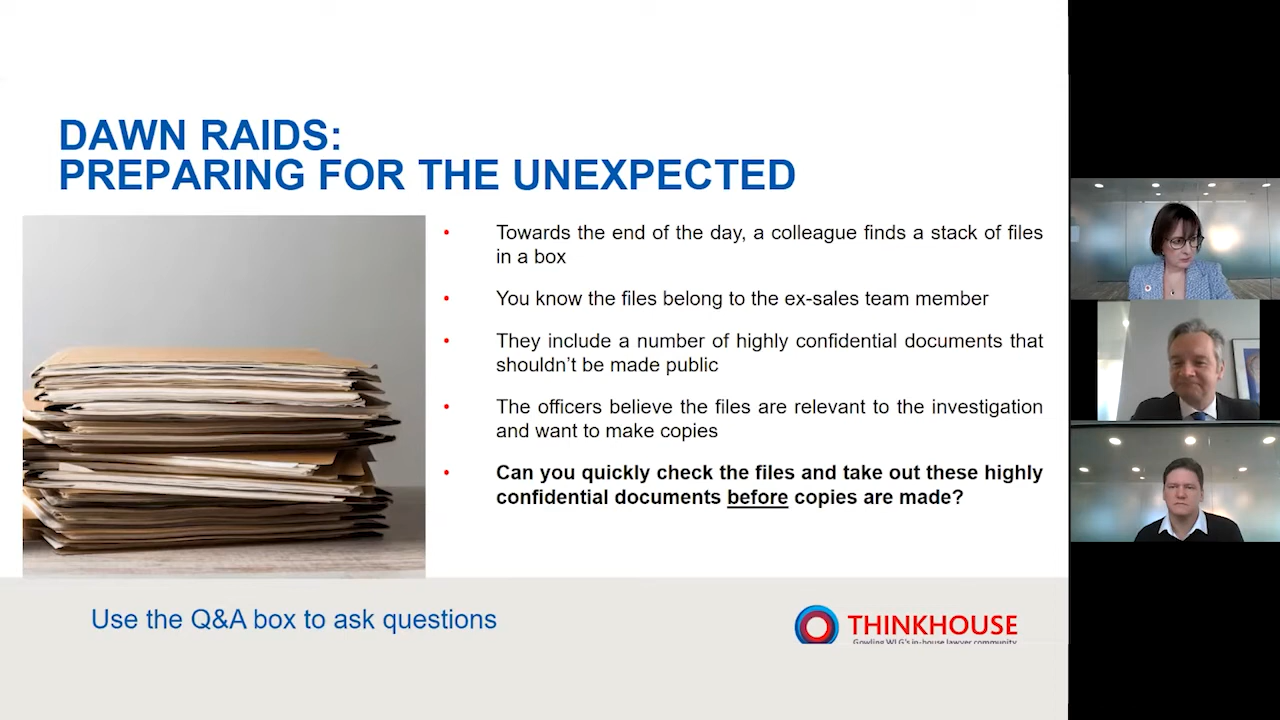 DAWN RAIDS:
PREPARING FOR THE UNEXPECTED
• Towards the end of the day, a colleague finds a stack of files
in a box
• You know the files belong to the ex-sales team member
• They include a number of highly confidential documents that
shouldn’t be made public
• The officers believe the files are relevant to the investigation
and want to make copies
• Can you quickly check the files and take out these highly
confidential documents before copies are made?
Use the Q&A box to ask questions
THINKHOUSE
Gowling WLG's in-house lawyer community